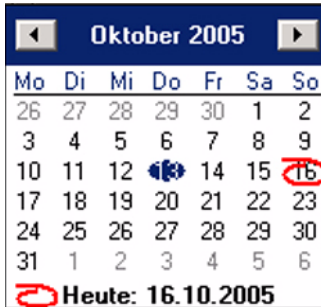 Oktober 2005
Mo Di Mi Do Fr Sa So
26 27 28 29 30 1 2
3 4 5 6 7 8 9
10 11 12 13 14 15 16
17 18 19 20 21 22 23
24 25 26 27 28 29 30
31 1 2 3 4 5 6
Heute: 16.10.2005